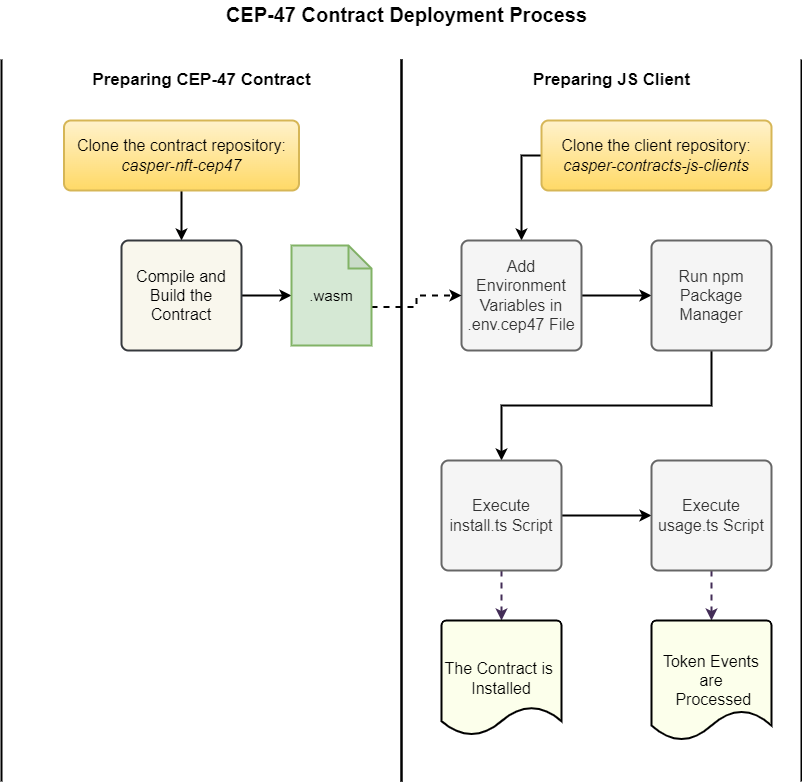 CEP-47 Contract Deployment Process
Preparing CEP-47 Contract
Clone the contract repository:
casper-nft-cep47
Compile and
Build the
Contract
.wasm
Preparing JS Client
Clone the client repository:
casper-contracts-js-clients
Add
Environment
Variables in
.env.cep47 File
Run npm
Package
Manager
Execute
install.ts Script
Execute
usage.ts Script
The Contract is
Installed
Token Events
are
Processed